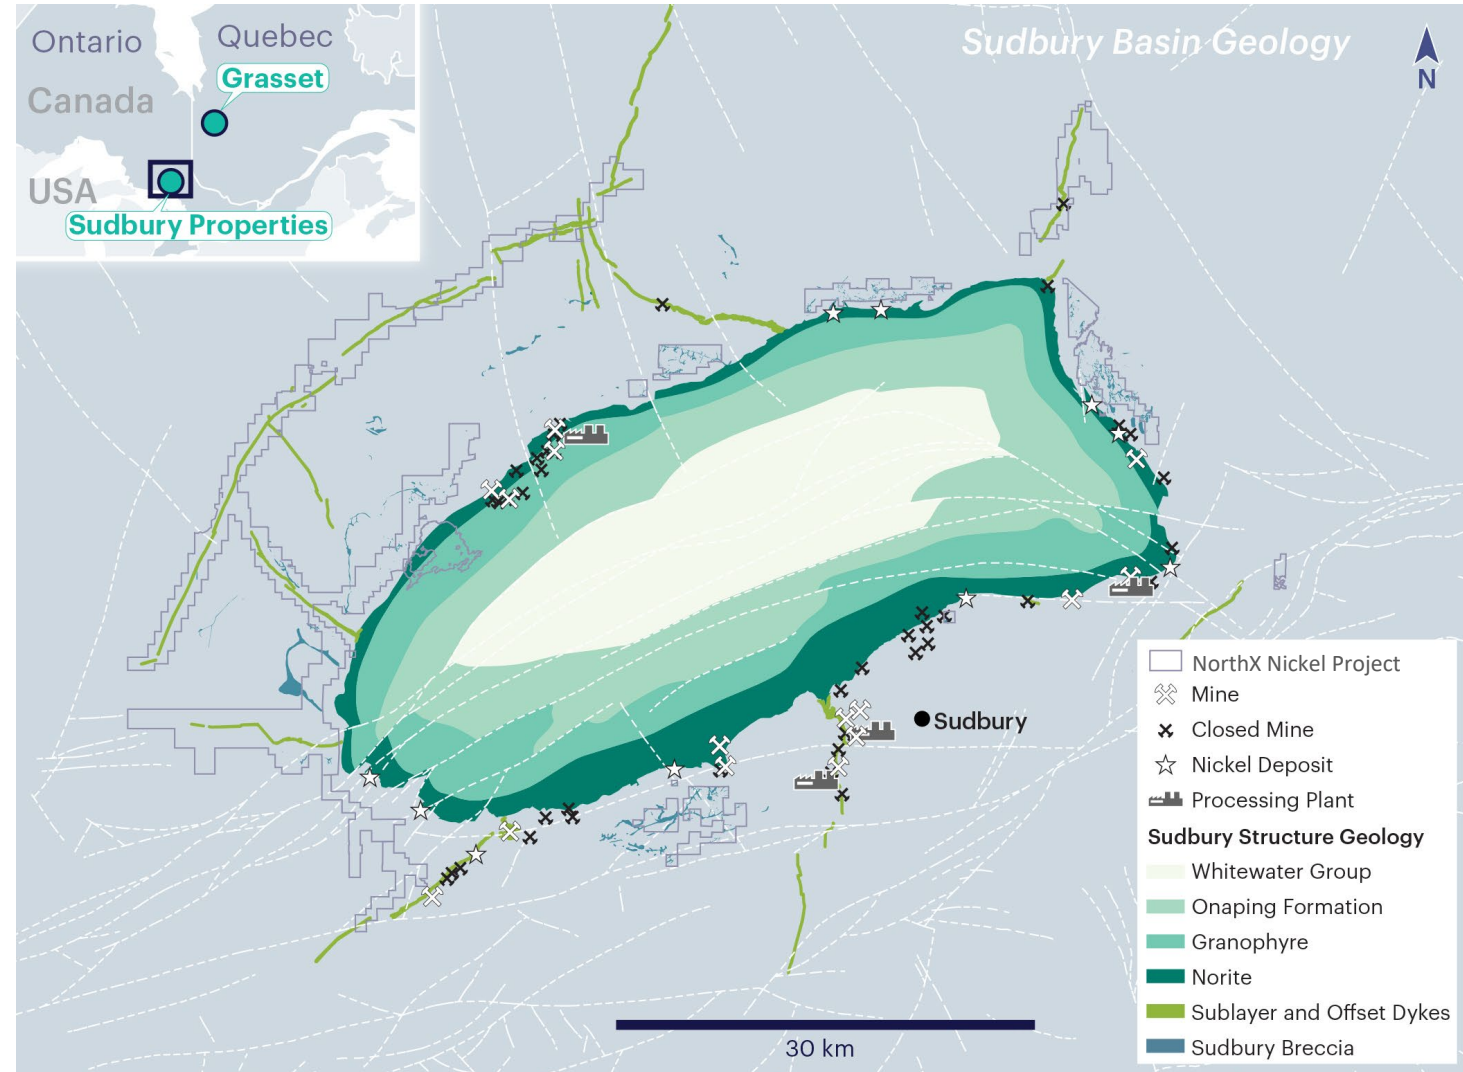 Ontario
Quebec
Grasset
Canada
USA
Sudbury Properties
Sudbury Basin Geology
N
Sudbury
NorthX Nickel Project
Mine
Closed Mine
Nickel Deposit
Processing Plant
Sudbury Structure Geology
Whitewater Group
Onaping Formation
Granophyre
Norite
Sublayer and Offset Dykes
Sudbury Breccia
30 km